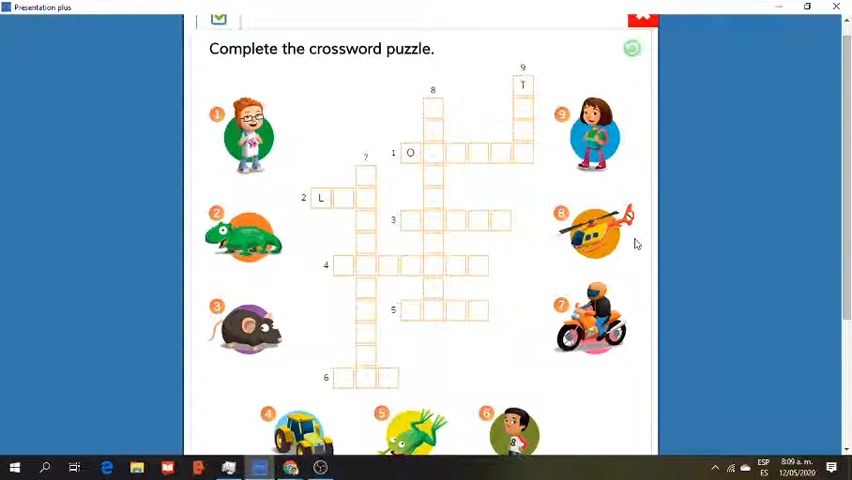 Presentation plus
Complete the crossword puzzle.
9
T
8
1
9
1 O
7
2 L
2
8
3
4
3
7
5
6
4
5
6
8
ESP
ES
8:09 a. m.
12/05/2020